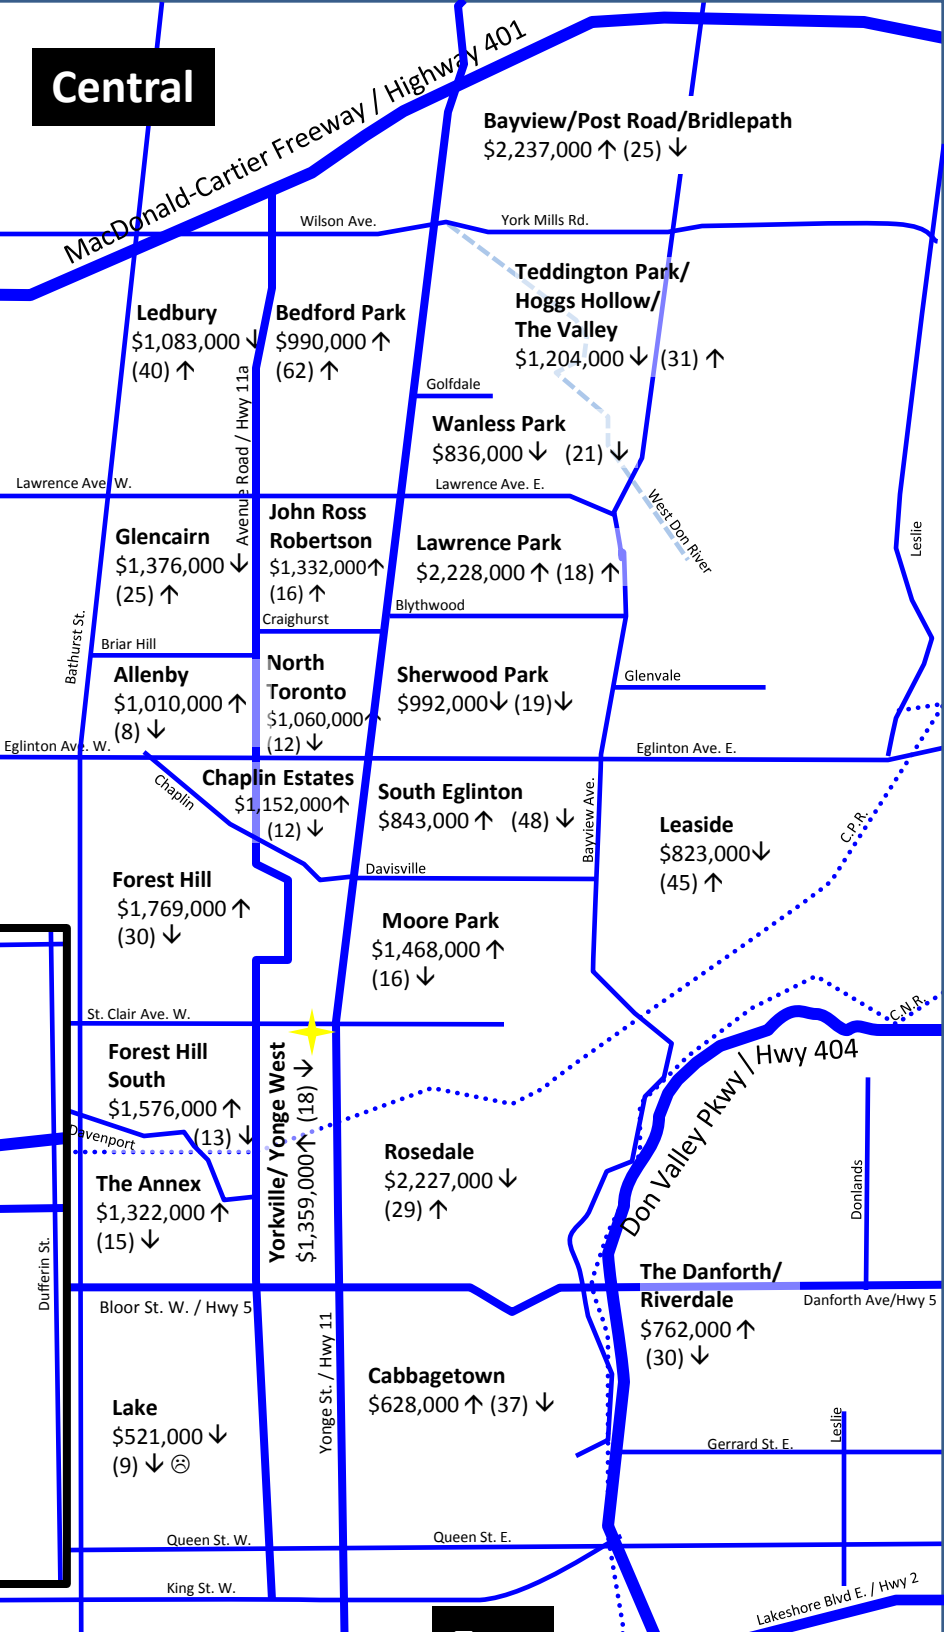 Central
MacDonald-Cartier Freeway / Highway 401
Bayview/Post Road/Bridlepath
$2,237,000 ↑ (25) ↓
Wilson Ave.
York Mills Rd.
Teddington Park/
Hoggs Hollow/
The Valley
$1,204,000 ↓ (31) ↑
Ledbury
$1,083,000 ↓
(40) ↑
Bedford Park
$990,000 ↑
(62) ↑
Avenue Road / Hwy 11a
Golfdale
Wanless Park
$836,000 ↓ (21) ↓
Lawrence Ave. W.
Lawrence Ave. E.
West Don River
Leslie
Glencairn
$1,376,000 ↓
(25) ↑
John Ross
Robertson
$1,332,000↑
(16) ↑
Lawrence Park
$2,228,000 ↑ (18) ↑
Blythwood
Craighurst
Bathurst St.
Briar Hill
Allenby
$1,010,000 ↑
(8) ↓
North
Toronto
$1,060,000↑
(12) ↓
Sherwood Park
$992,000↓ (19)↓
Glenvale
Eglinton Ave. W.
Eglinton Ave. E.
Chaplin
Chaplin Estates
$1,152,000↑
(12) ↓
South Eglinton
$843,000 ↑ (48) ↓
Bayview Ave.
Leaside
$823,000↓
(45) ↑
C.P.R.
Davisville
Forest Hill
$1,769,000 ↑
(30) ↓
Moore Park
$1,468,000 ↑
(16) ↓
St. Clair Ave. W.
C.N.R.
Don Valley Pkwy / Hwy 404
Forest Hill
South
$1,576,000 ↑
(13) ↓
Yorkville/ Yonge West
$1,359,000↑ (18) ↓
Davenport
Rosedale
$2,227,000 ↓
(29) ↑
Donlands
The Annex
$1,322,000 ↑
(15) ↓
Dufferin St.
Bloor St. W. / Hwy 5
The Danforth/
Riverdale
$762,000 ↑
(30) ↓
Danforth Ave/Hwy 5
Yonge St. / Hwy 11
Cabbagetown
$628,000 ↑ (37) ↓
Lake
$521,000 ↓
(9) ↓ ☹
Leslie
Gerrard St. E.
Queen St. W.
Queen St. E.
King St. W.
Lakeshore Blvd E. / Hwy 2